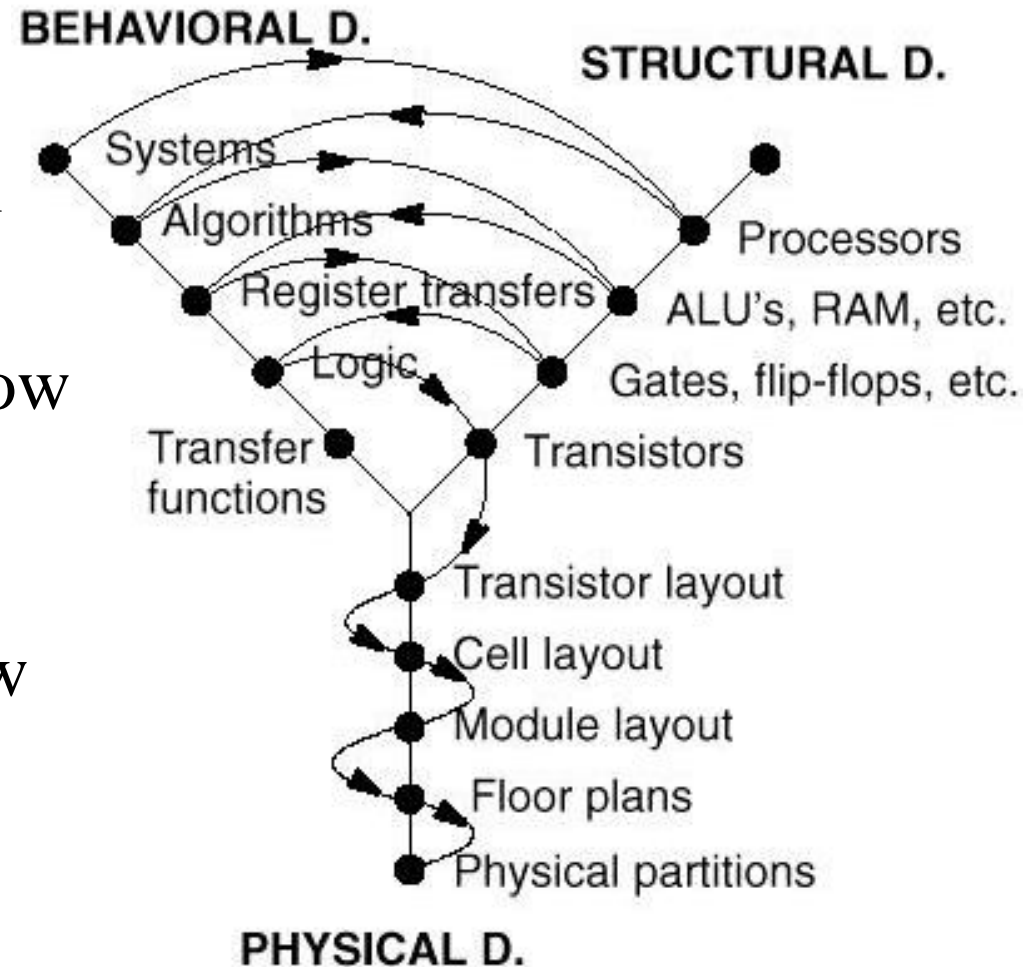 BEHAVIORAL D.
STRUCTURAL D.
Systems
Algorithms
Processors
Register transfers
ALU's, RAM, etc.
Logic
Gates, flip-flops, etc.
ow
Transfer
functions
Transistors
Transistor layout
Cell layout
w
Module layout
Floor plans
Physical partitions
PHYSICAL D.